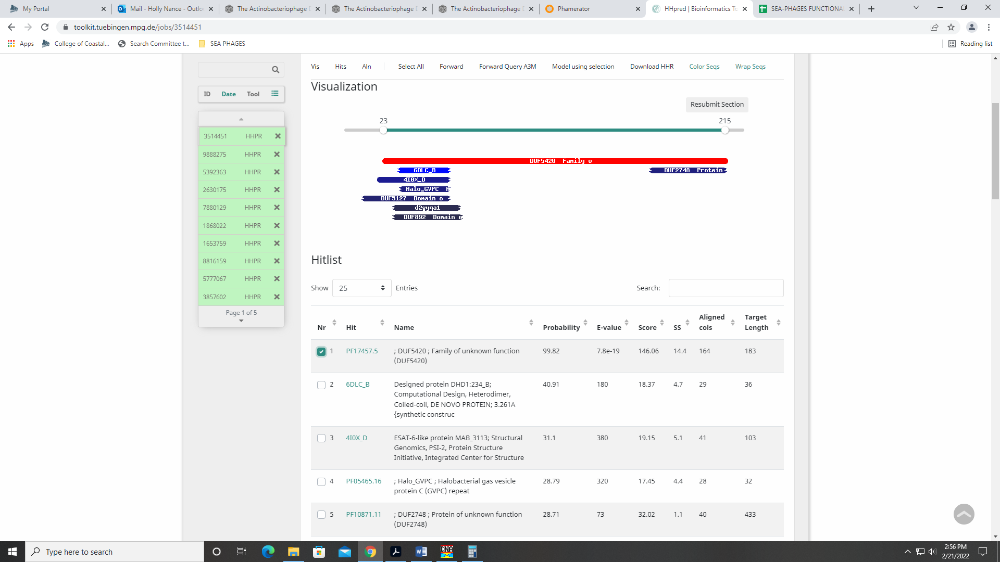 My Portal
Mail - Holly Nance - Outlo
The Actinobacteriophage D
The Actinobacteriophage D
The Actinobacteriophage D
Phamerator
HHpred | Bioinformatics To
SEA-PHAGES FUNCTIONAL
toolkit.tuebingen.mpg.de/jobs/3514451
Apps
College of Coastal...
Search Committee t...
SEA PHAGES
Reading list
Vis Hits Aln Select All Forward Forward Query A3M Model using selection Download HHR Color Seqs Wrap Seqs
Visualization
Resubmit Section
23 215
DUF5420 Family o
6DLC_B DUF2748 Protein
4I0X_D
Halo_GVPC H
DUF5127 Domain o
d2gyqa1
DUF892 Domain o
ID Date Tool
3514451 HHPR
9888275 HHPR
5392363 HHPR
2630175 HHPR
7880129 HHPR
1868022 HHPR
1653759 HHPR
8816159 HHPR
5777067 HHPR
3857602 HHPR
Page 1 of 5
Hitlist
Show 25 Entries Search:
Nr Hit Name Probability E-value Score SS Aligned cols Target Length
1 PF17457.5 ; DUF5420 ; Family of unknown function 99.82 7.8e-19 146.06 14.4 164 183
(DUF5420)
2 6DLC_B Designed protein DHD1:234_B; 40.91 180 18.37 4.7 29 36
Computational Design, Heterodimer,
Coiled-coil, DE NOVO PROTEIN; 3.261A
{synthetic construc
3 4I0X_D ESAT-6-like protein MAB_3113; Structural 31.1 380 19.15 5.1 41 103
Genomics, PSI-2, Protein Structure
Initiative, Integrated Center for Structure
4 PF05465.16 ; Halo_GVPC ; Halobacterial gas vesicle 28.79 320 17.45 4.4 28 32
protein C (GVPC) repeat
5 PF10871.11 ; DUF2748 ; Protein of unknown function 28.71 73 32.02 1.1 40 433
(DUF2748)
Type here to search
DNA
2:56 PM
2/21/2022